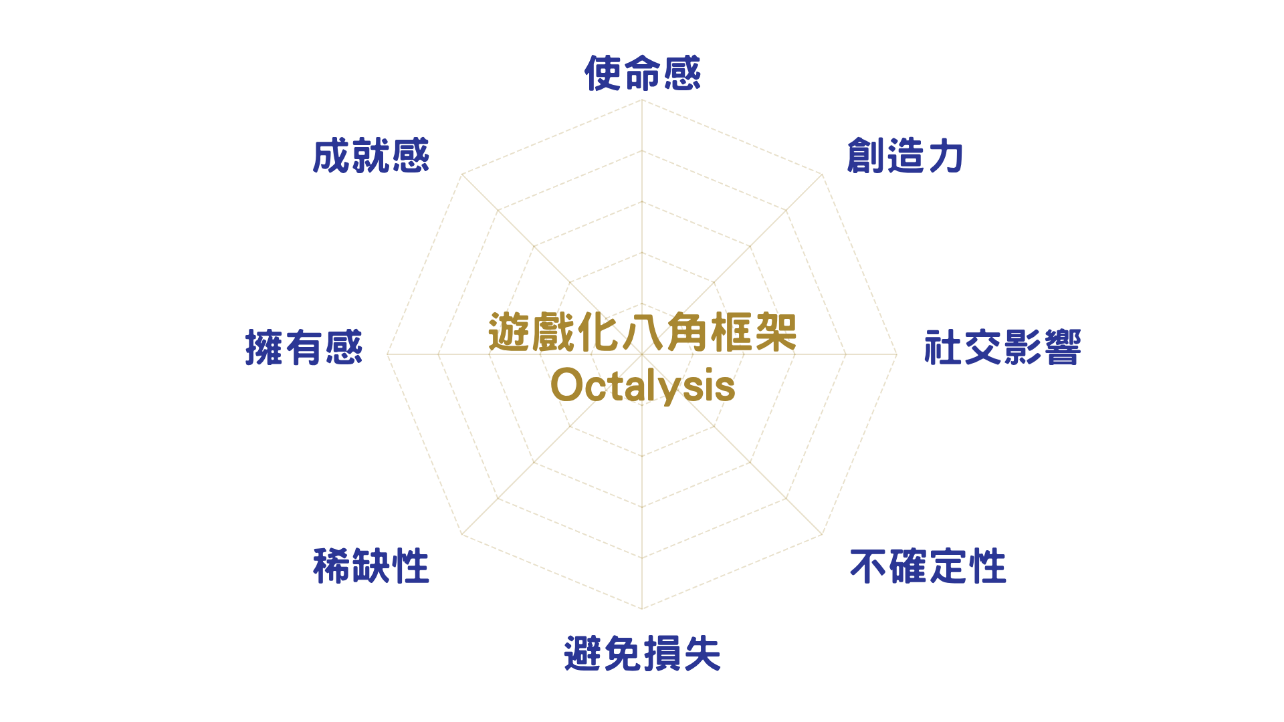 使命感
成就感
創造力
遊戲化八角框架
Octalysis
擁有感
社交影響
稀缺性
不確定性
避免損失